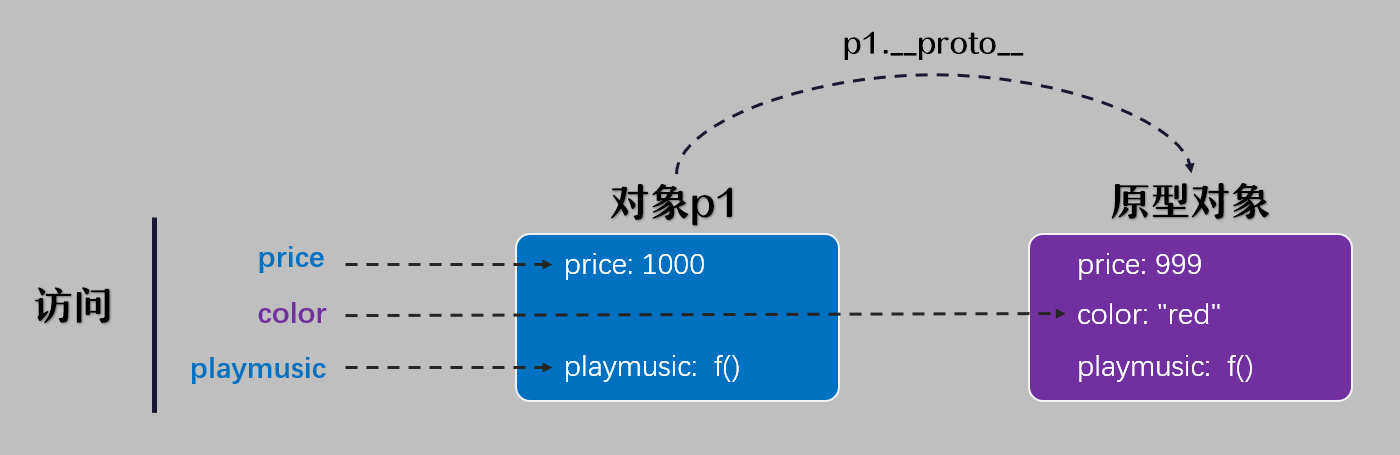 p1.__proto__
对象p1
原型对象
访问
price
color
playmusic
price: 1000
playmusic: f()
price: 999
color: "red"
playmusic: f()